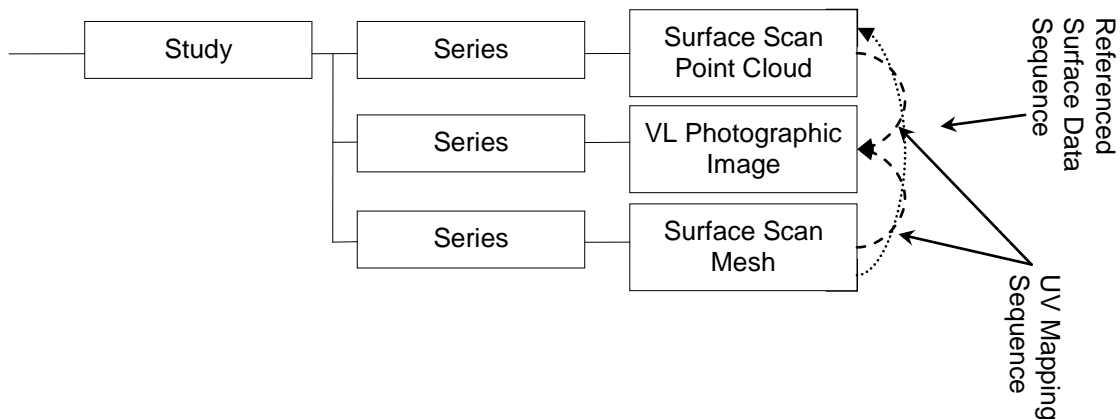 Study
Series
Surface Scan
Point Cloud
Series
VL Photographic
Image
Series
Surface Scan
Mesh
Referenced
Surface Data
Sequence
UV Mapping
Sequence